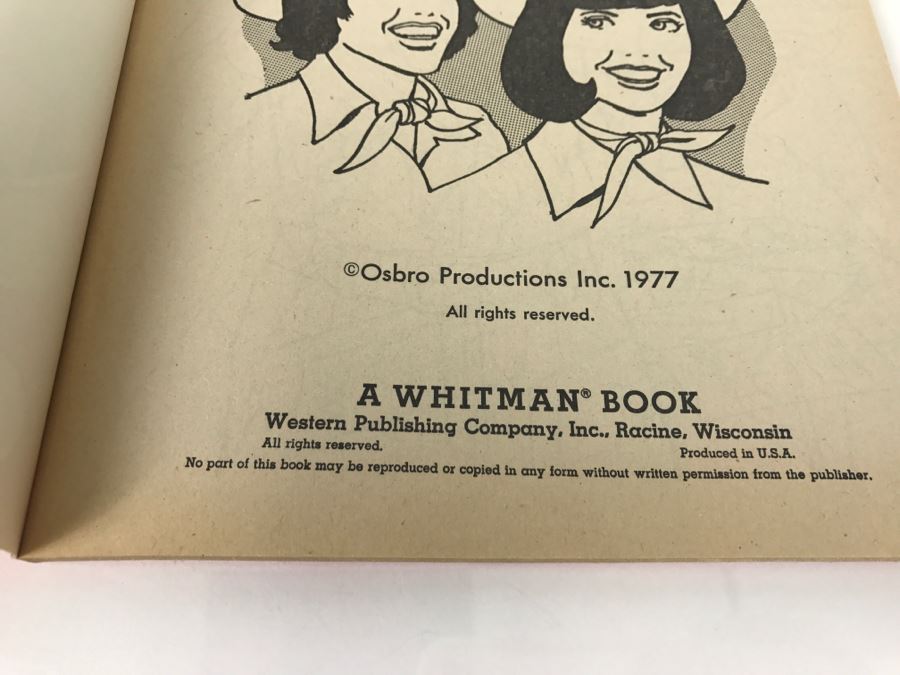 ©Osbro Productions Inc. 1977
All rights reserved.
A WHITMAN® BOOK
Western Publishing Company, Inc., Racine, Wisconsin
All rights reserved. Produced in U.S.A.
No part of this book may be reproduced or copied in any form without written permission from the publisher.